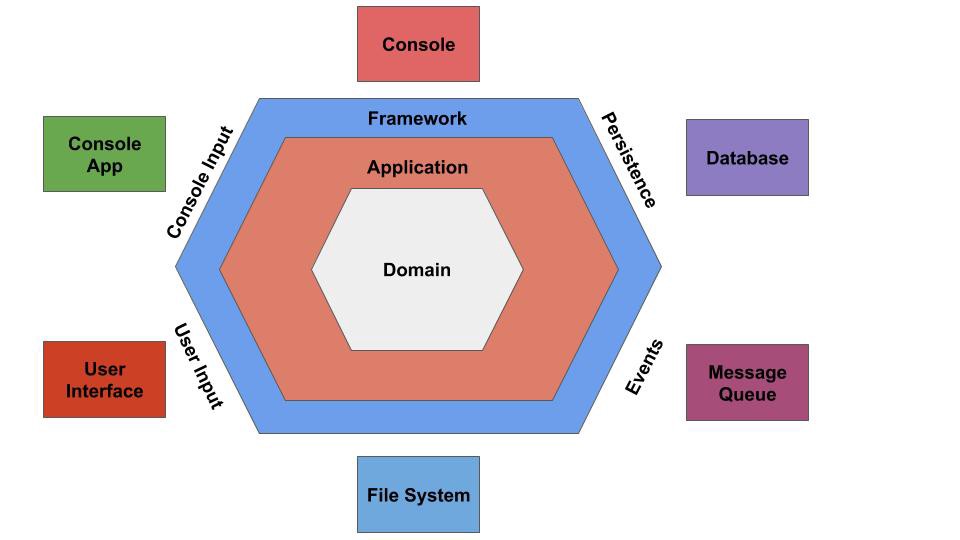 Console
Framework
Console
App
Console Input
Persistence
Database
Application
Domain
User
Interface
User Input
Events
Message
Queue
File System